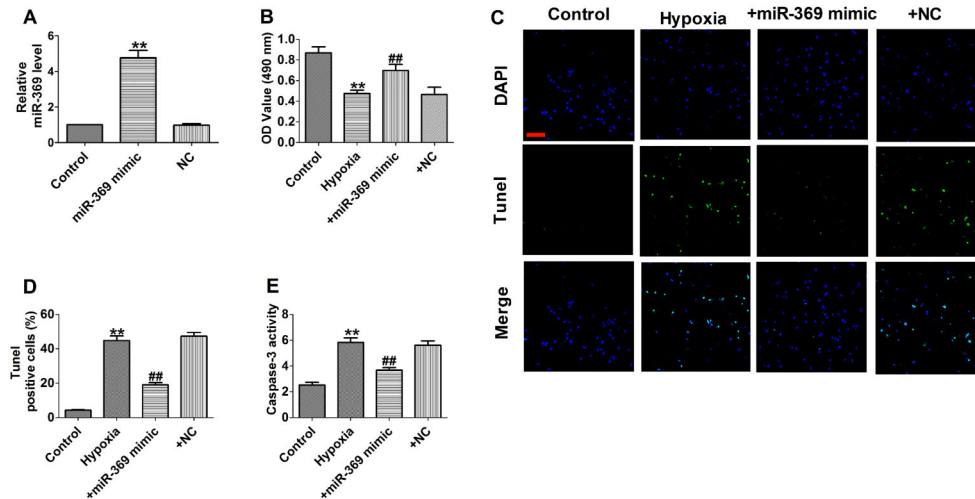 A
Relative
miR-369 level
6
4
2
0
**
Control
miR-369 mimic
NC
B
OD Value (490 nm)
1.0
0.8
0.6
0.4
0.2
0.0
**
##
Control
Hypoxia
+miR-369 mimic
+NC
C
Control
Hypoxia
+miR-369 mimic
+NC
DAPI
Tunel
Merge
D
Tunel
positive cells (%)
60
40
20
0
**
##
Control
Hypoxia
+miR-369 mimic
+NC
E
Caspase-3 activity
8
6
4
2
0
**
##
Control
Hypoxia
+miR-369 mimic
+NC